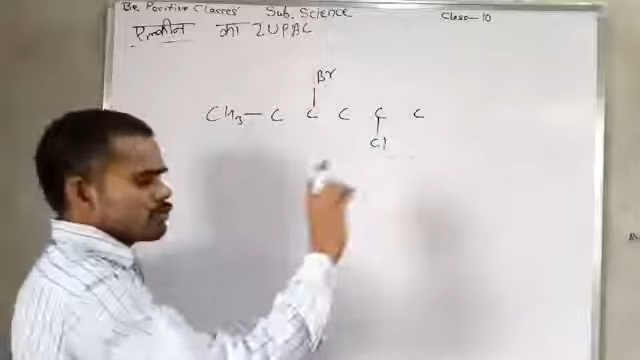 Be Positive Classes' Sub. Science Class-10
एल्कीन का IUPAC
Br
CH3— C C C C C
Cl